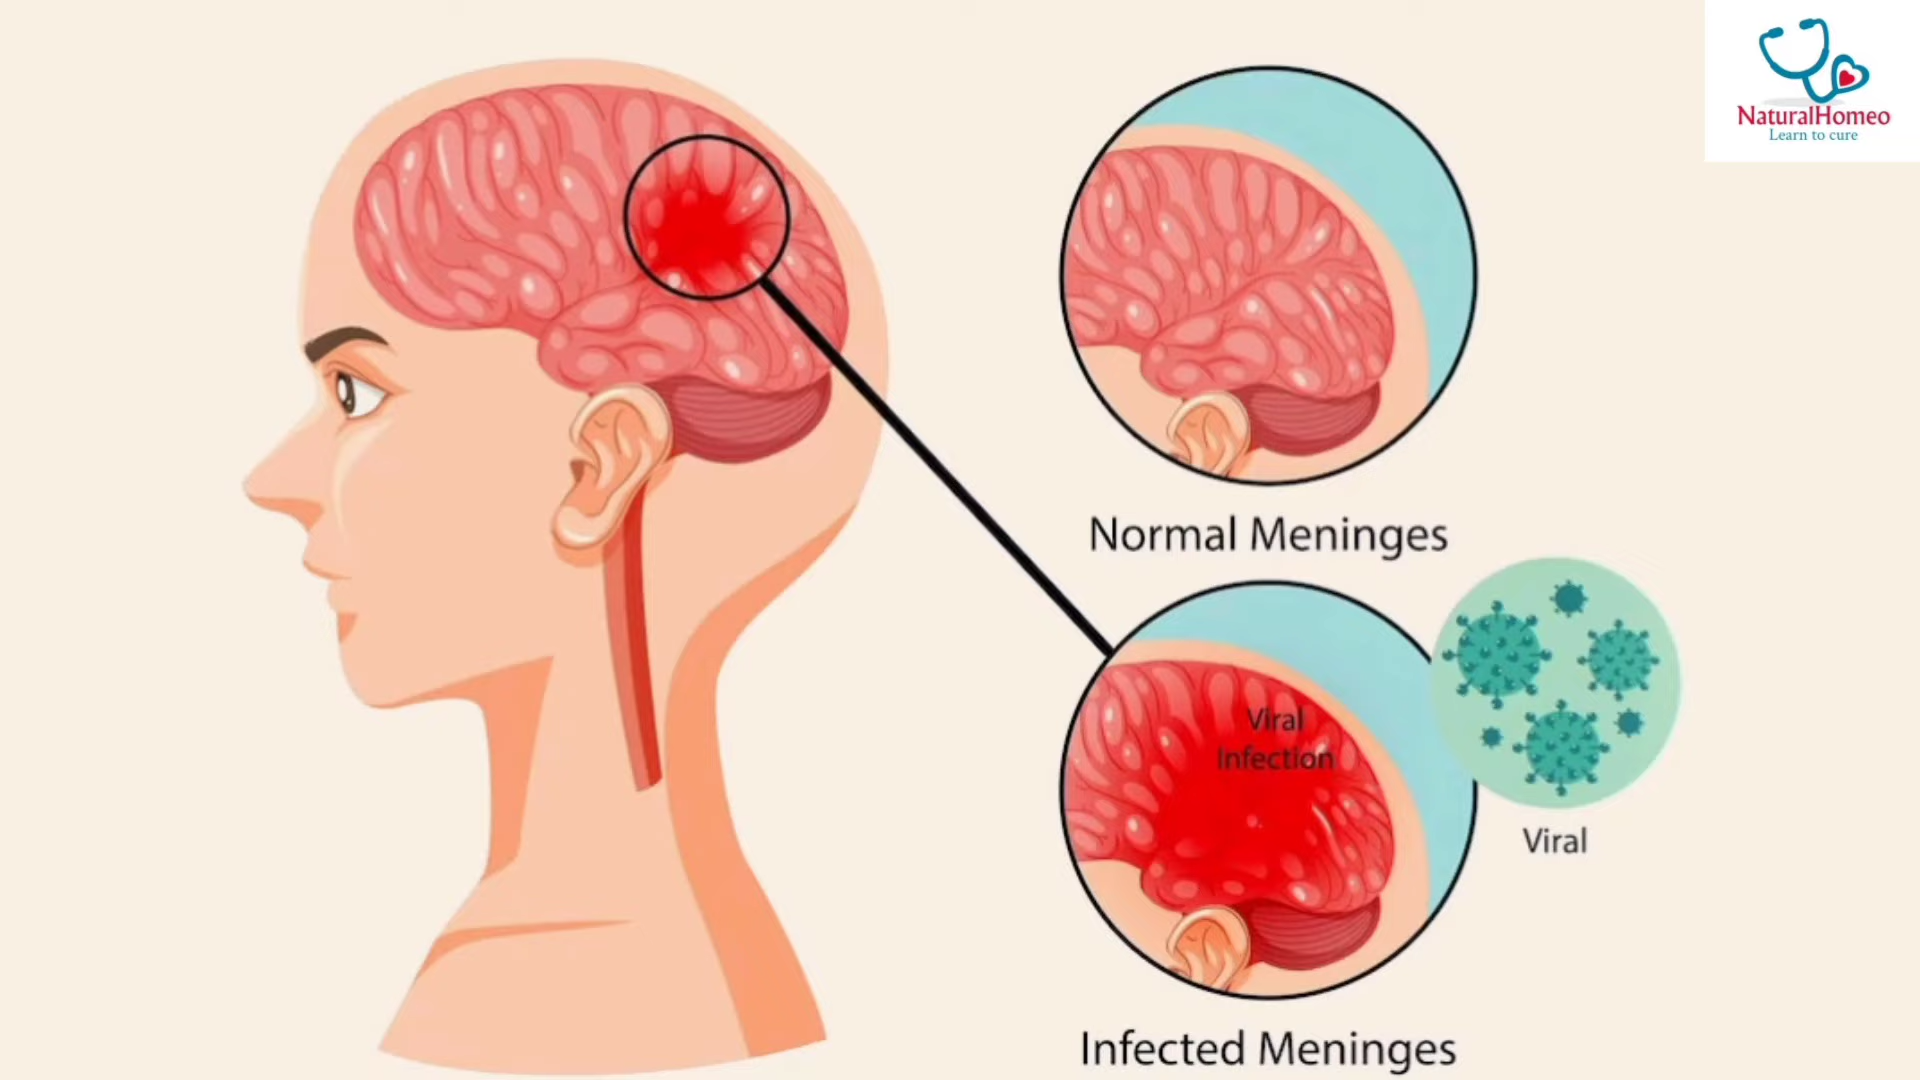 NaturalHomeo
Learn to cure
Normal Meninges
Viral
Infection
Viral
Infected Meninges